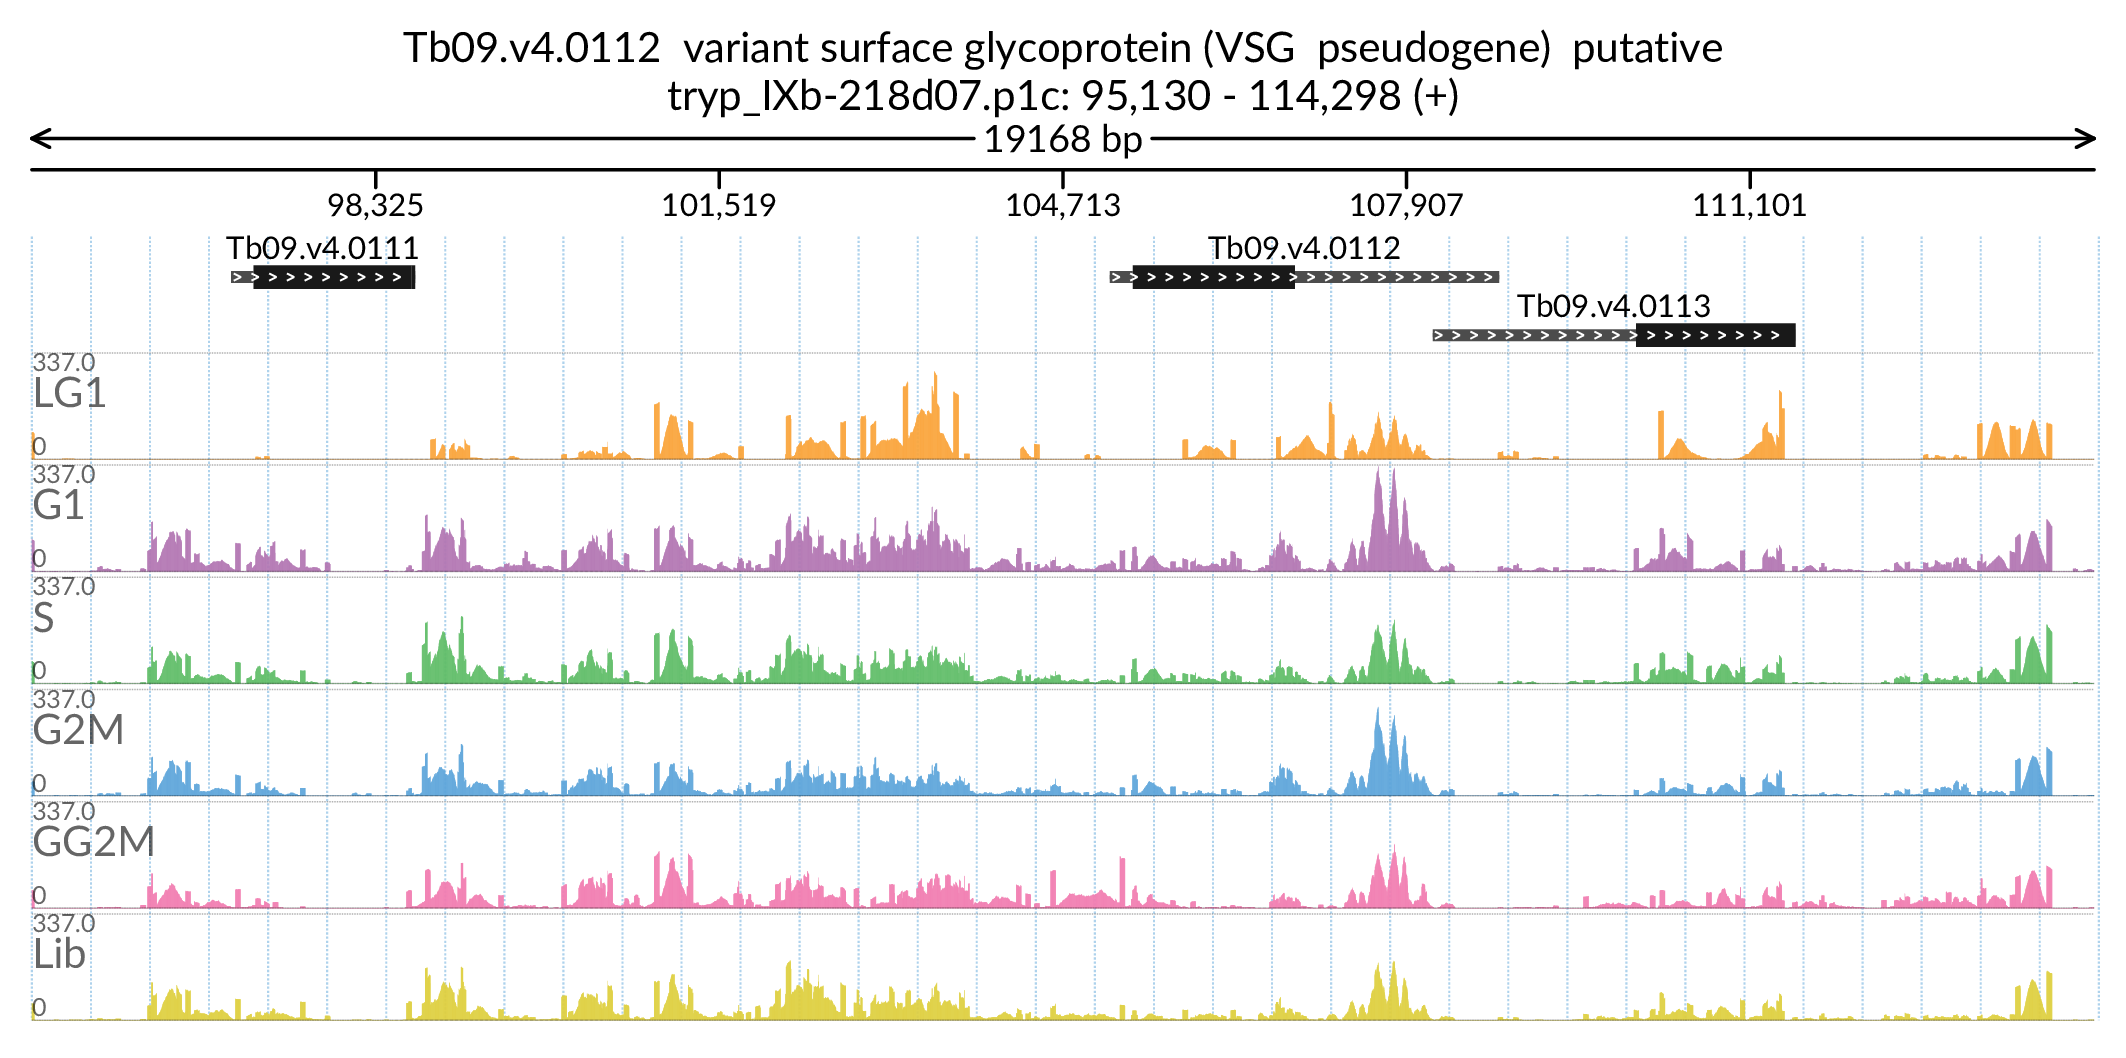 Tb09.v4.0112 variant surface glycoprotein (VSG pseudogene) putative
tryp_IXb-218d07.p1c: 95,130 - 114,298 (+)
19168 bp
98,325 101,519 104,713 107,907 111,101
Tb09.v4.0111 Tb09.v4.0112
Tb09.v4.0113
337.0
LG1
0
337.0
G1
0
337.0
S
0
337.0
G2M
0
337.0
GG2M
0
337.0
Lib
0